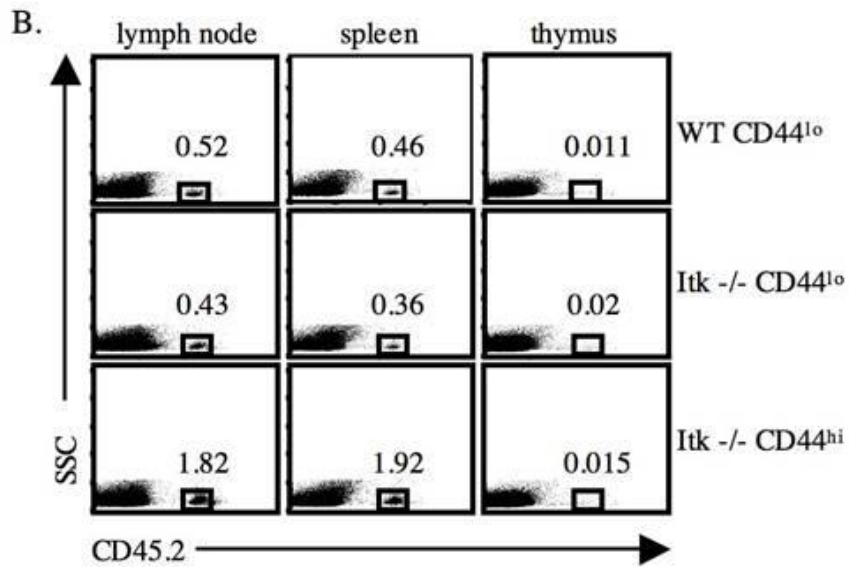 B.
lymph node spleen thymus
0.52 0.46 0.011 WT CD44lo
0.43 0.36 0.02 Itk -/- CD44lo
1.82 1.92 0.015 Itk -/- CD44hi
SSC
CD45.2